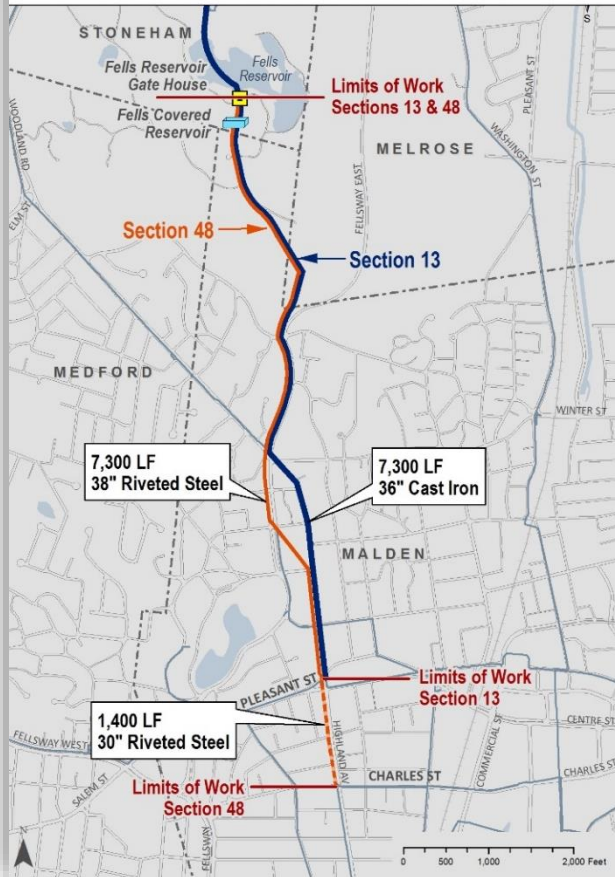 STONEHAM
Fells Reservoir
Gate House
Fells
Reservoir
Limits of Work
Sections 13 & 48
Fells Covered
Reservoir
PLEASANT ST
S
WASHINGTON ST
WOODLAND RD
MELROSE
ELM ST
FELLSWAY EAST
Section 48
Section 13
MEDFORD
WINTER ST
7,300 LF
38" Riveted Steel
7,300 LF
36" Cast Iron
MALDEN
PLEASANT ST
Limits of Work
Section 13
1,400 LF
30" Riveted Steel
HIGHLAND AV
COMMERCIAL ST
CENTRE ST
FELLSWAY WEST
SALEM ST
CHARLES ST
CHARLES ST
Limits of Work
Section 48
FELLSWAY
N
0 500 1,000 2,000 Feet